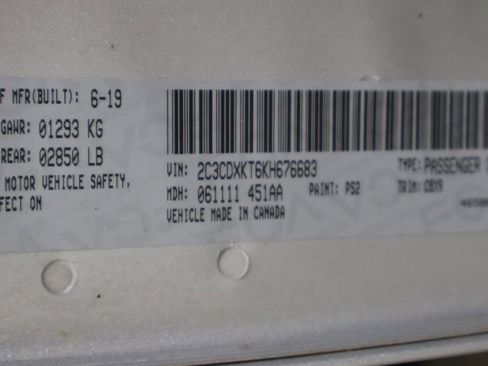 F MFR(BUILT): 6-19
GAWR: 01293 KG
REAR: 02850 LB
MOTOR VEHICLE SAFETY,
FECT ON
VIN: 2C3CDXKT6KH676683
TYPE: PASSENGER
MDH: 061111 451AA
PAINT: PS2
TRIM: C8X9
VEHICLE MADE IN CANADA